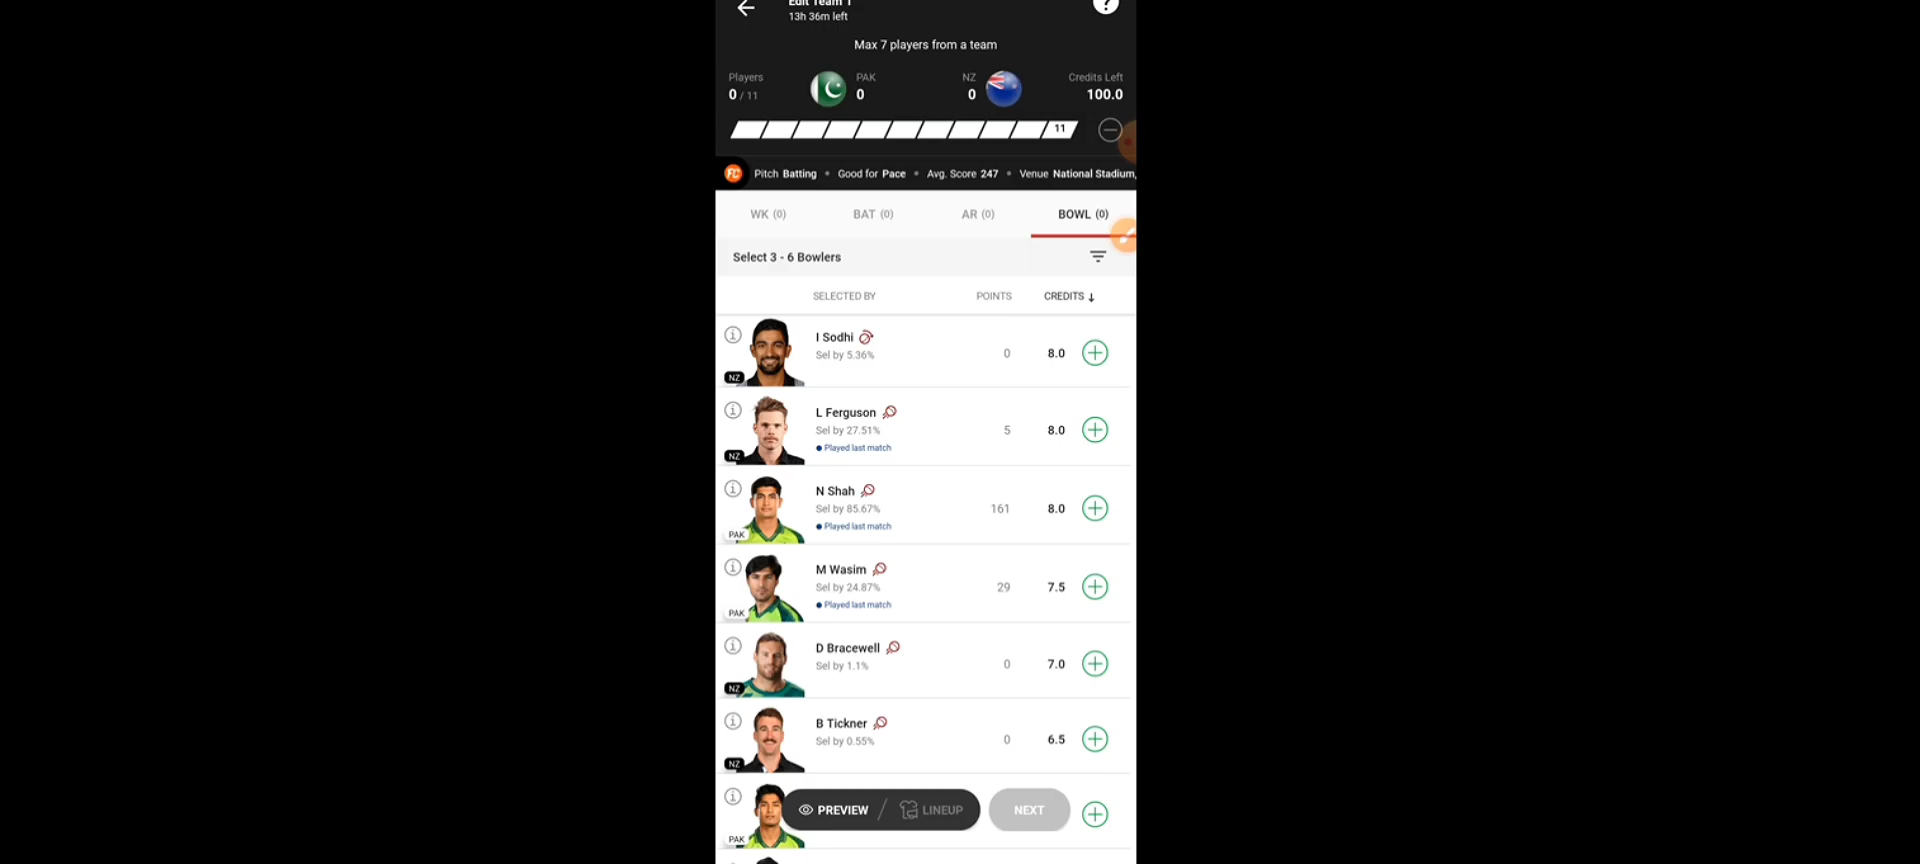 Edit Team 1
13h 36m left
?
Max 7 players from a team
Players PAK NZ Credits Left
0 / 11 0 0 100.0
11
FC Pitch Batting • Good for Pace • Avg. Score 247 • Venue National Stadium,
WK (0) BAT (0) AR (0) BOWL (0)
Select 3 - 6 Bowlers
SELECTED BY POINTS CREDITS ↓
I Sodhi
Sel by 5.36% 0 8.0
NZ
L Ferguson
Sel by 27.51% 5 8.0
Played last match
NZ
N Shah
Sel by 85.67% 161 8.0
Played last match
PAK
M Wasim
Sel by 24.87% 29 7.5
Played last match
PAK
D Bracewell
Sel by 1.1% 0 7.0
NZ
B Tickner
Sel by 0.55% 0 6.5
NZ
PREVIEW / LINEUP NEXT
PAK